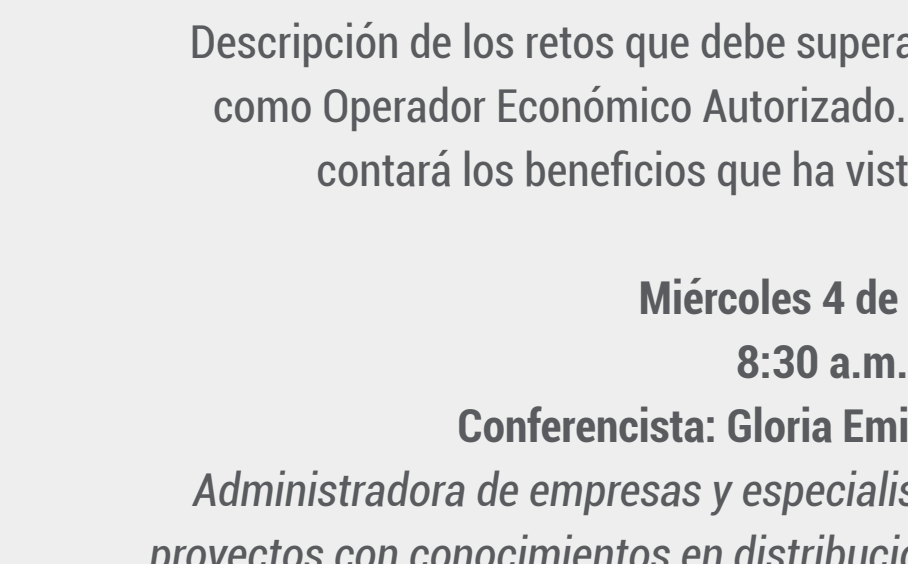 Descripción de los retos que debe supera
como Operador Económico Autorizado.
contará los beneficios que ha vist
Miércoles 4 de
8:30 a.m.
Conferencista: Gloria Emi
Administradora de empresas y especialis
proyectos con conocimientos en distribució